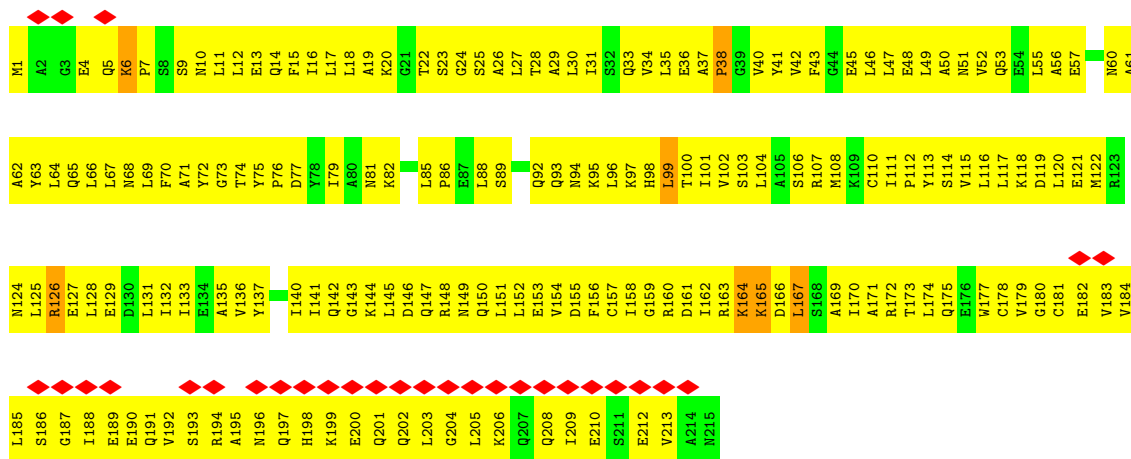 M1 A2 G3 E4 Q5 K6 P7 S8 S9 N10 L11 L12 E13 Q14 F15 I16 L17 L18 A19 K20 G21 T22 S23 G24 S25 A26 L27 T28 A29 L30 I31 S32 Q33 V34 L35 E36 A37 P38 G39 V40 Y41 V42 F43 G44 E45 L46 L47 E48 L49 A50 N51 V52 Q53 E54 L55 A56 E57 N60 A61
A62 Y63 L64 Q65 L66 L67 N68 L69 F70 A71 Y72 G73 T74 Y75 P76 D77 Y78 I79 A80 N81 K82 L85 P86 E87 L88 S89 Q92 Q93 N94 K95 L96 K97 H98 L99 T100 I101 V102 S103 L104 A105 S106 R107 M108 K109 C110 I111 P112 Y113 S114 V115 L116 L117 K118 D119 L120 E121 M122 R123
N124 L125 R126 E127 L128 E129 D130 L131 I132 I133 E134 A135 V136 Y137 I140 I141 Q142 G143 K144 L145 D146 Q147 R148 N149 Q150 L151 L152 E153 V154 D155 F156 C157 I158 G159 R160 D161 I162 R163 K164 K165 D166 L167 S168 A169 I170 A171 R172 T173 L174 Q175 E176 W177 C178 V179 G180 C181 E182 V183 V184
L185 S186 G187 I188 E189 E190 Q191 V192 S193 R194 A195 N196 Q197 H198 K199 E200 Q201 Q202 L203 G204 L205 K206 Q207 Q208 I209 E210 S211 E212 V213 A214 N215